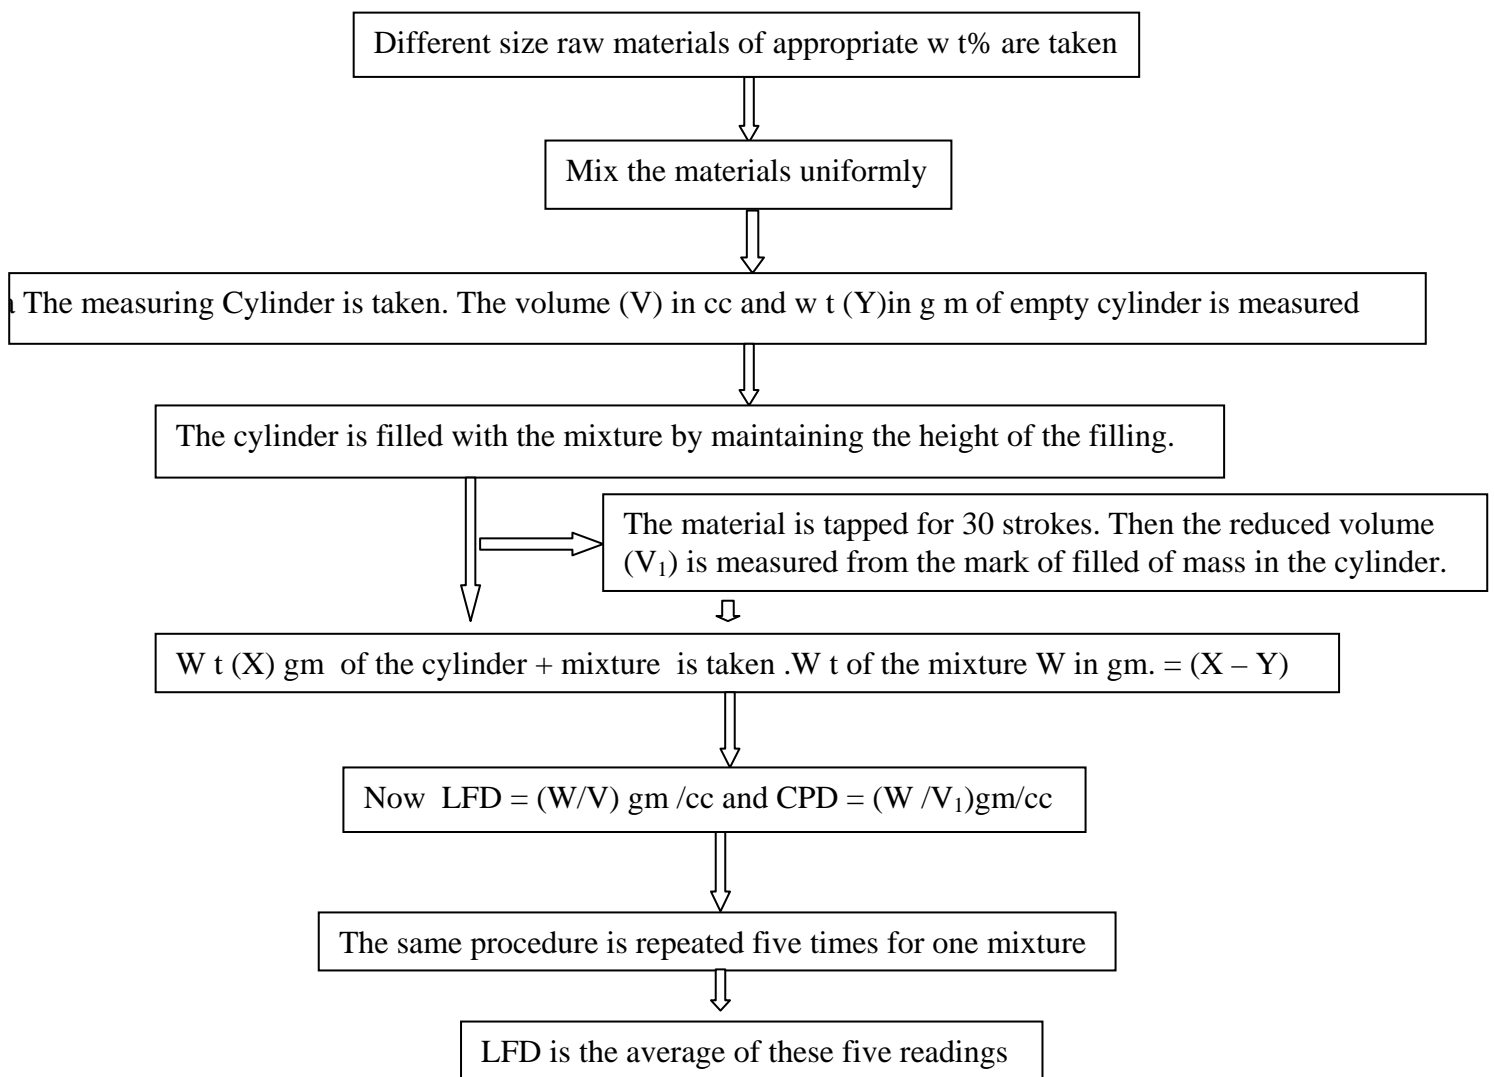 Different size raw materials of appropriate w t% are taken
Mix the materials uniformly
The measuring Cylinder is taken. The volume (V) in cc and w t (Y)in g m of empty cylinder is measured
The cylinder is filled with the mixture by maintaining the height of the filling.
The material is tapped for 30 strokes. Then the reduced volume
(V₁) is measured from the mark of filled of mass in the cylinder.
W t (X) gm  of the cylinder + mixture  is taken .W t of the mixture W in gm. = (X – Y)
Now  LFD = (W/V) gm /cc and CPD = (W /V₁)gm/cc
The same procedure is repeated five times for one mixture
LFD is the average of these five readings